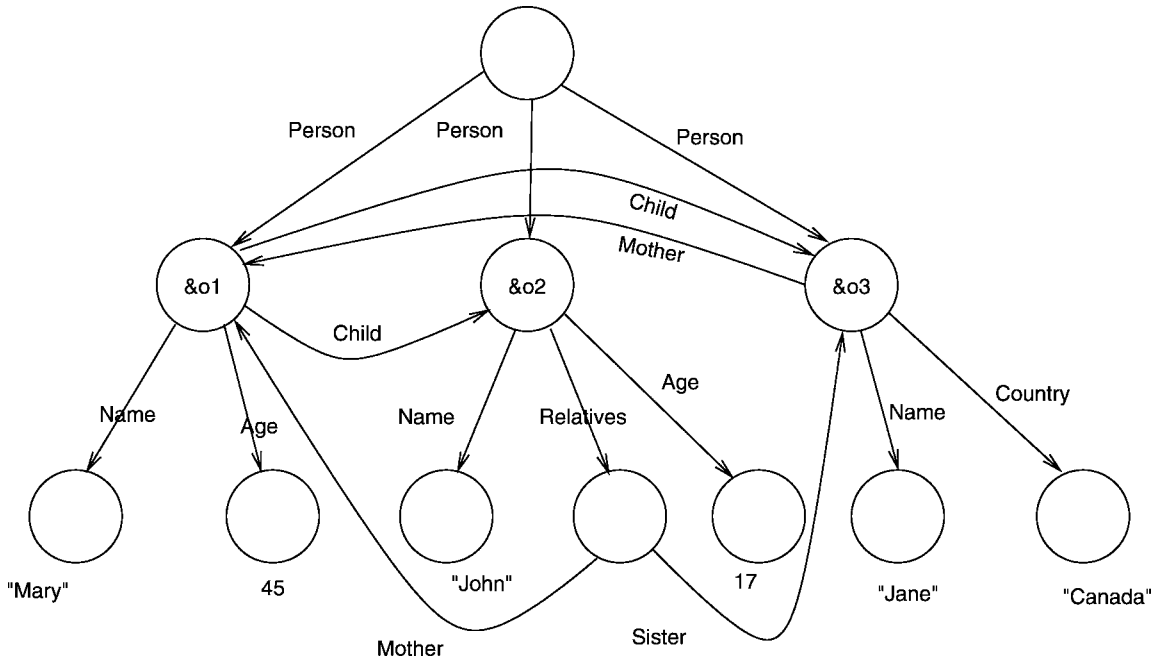 Person
Person
Person
Child
Mother
&o1
&o2
&o3
Child
Name
Age
Name
Relatives
Age
Name
Country
"Mary"
45
"John"
17
"Jane"
"Canada"
Mother
Sister